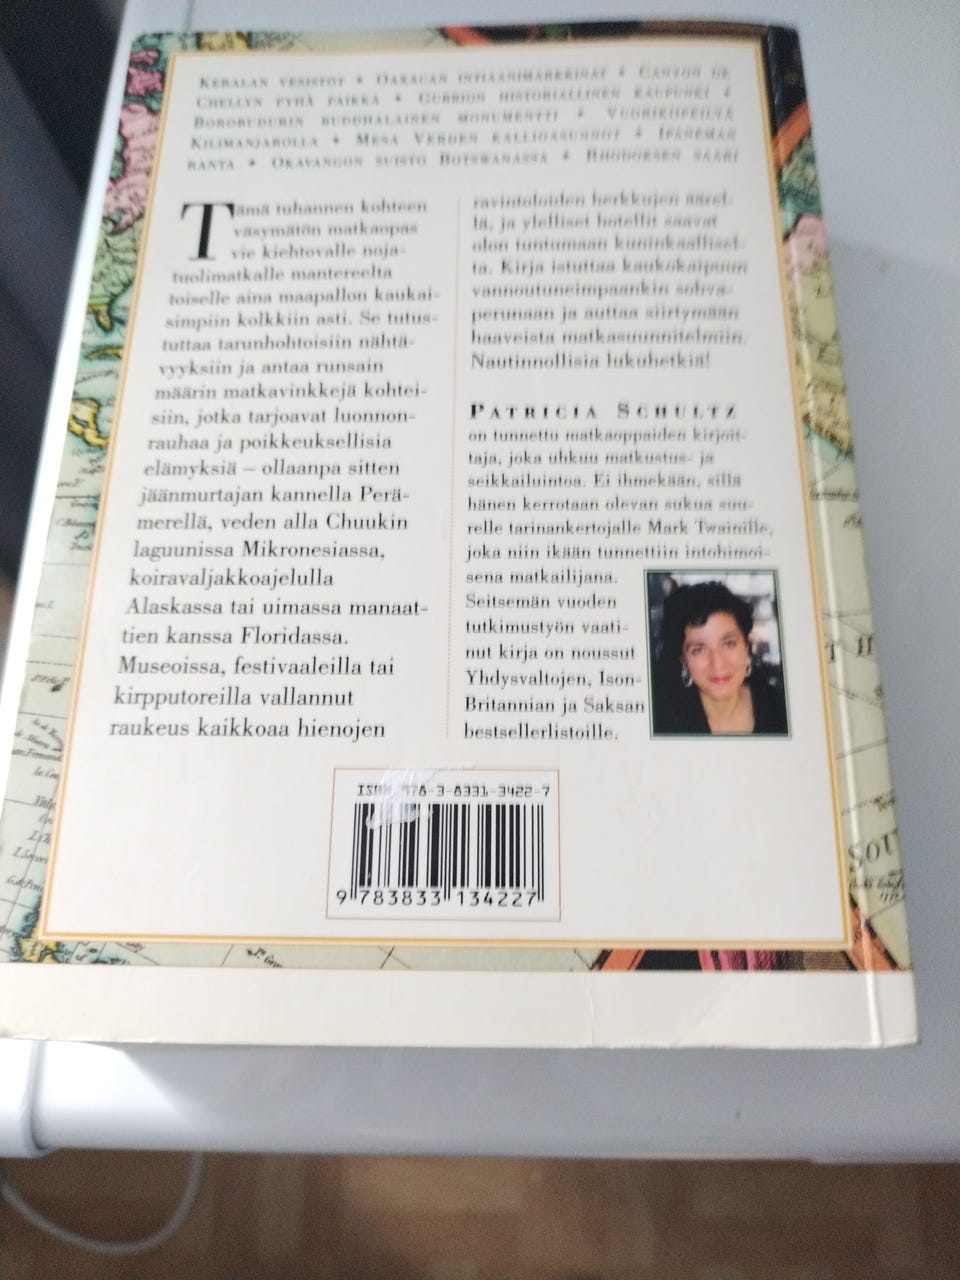 KERALAN VESISTÖT • OAXACAN INTIAANIMARKKINAT • CANYON DE
CHELLYN PYHÄ PAIKKA • GUBBION HISTORIALLINEN KAUPUNKI •
BOROBUDURIN BUDDHALAINEN MONUMENTTI • VUORIKIIPEILYÄ
KILIMANJAROLLA • MESA VERDEN KALLIOASUNNOT • IPANEMAN
RANTA • OKAVANGON SUISTO BOTSWANASSA • RHODOKSEN SAARI
Tämä tuhannen kohteen
väsymätön matkaopas
vie kiehtovalle noja-
tuolimatkalle mantereelta
toiselle aina maapallon kaukai-
simpiin kolkkiin asti. Se tutus-
tuttaa tarunhohtoisiin nähtä-
vyyksiin ja antaa runsain
määrin matkavinkkejä kohtei-
siin, jotka tarjoavat luonnon-
rauhaa ja poikkeuksellisia
elämyksiä – ollaanpa sitten
jäänmurtajan kannella Perä-
merellä, veden alla Chuukin
laguunissa Mikronesiassa,
koiravaljakkoajelulla
Alaskassa tai uimassa manaat-
tien kanssa Floridassa.
Museoissa, festivaaleilla tai
kirpputoreilla vallannut
raukeus kaikkoaa hienojen
ravintoloiden herkkujen äärel-
lä, ja ylelliset hotellit saavat
olon tuntumaan kuninkaallisel-
ta. Kirja istuttaa kaukokaipuun
vannoutuneimpaankin sohva-
perunaan ja auttaa siirtymään
haaveista matkasuunnitelmiin.
Nautinnollisia lukuhetkiä!
PATRICIA SCHULTZ
on tunnettu matkaoppaiden kirjoit-
taja, joka uhkuu matkustus- ja
seikkailuintoa. Ei ihmekään, sillä
hänen kerrotaan olevan sukua suu-
relle tarinankertojalle Mark Twainille,
joka niin ikään tunnettiin intohimoi-
sena matkailijana.
Seitsemän vuoden
tutkimustyön vaati-
nut kirja on noussut
Yhdysvaltojen, Ison-
Britannian ja Saksan
bestsellerlistoille.
ISBN 978-3-8331-3422-7
9 783833 134227
SOU